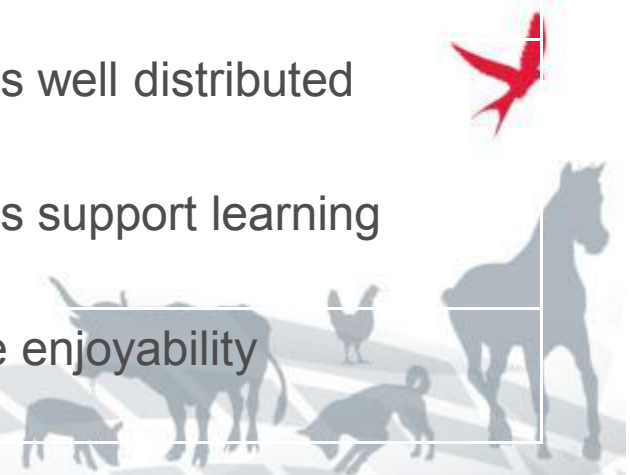 s well distributed
s support learning
e enjoyability